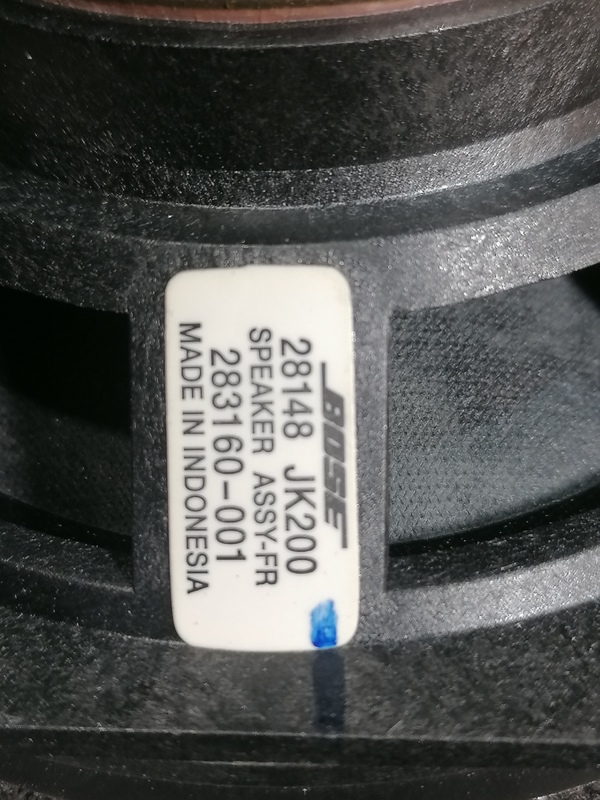 BOSE
28148 JK200
SPEAKER ASSY-FR
283160-001
MADE IN INDONESIA